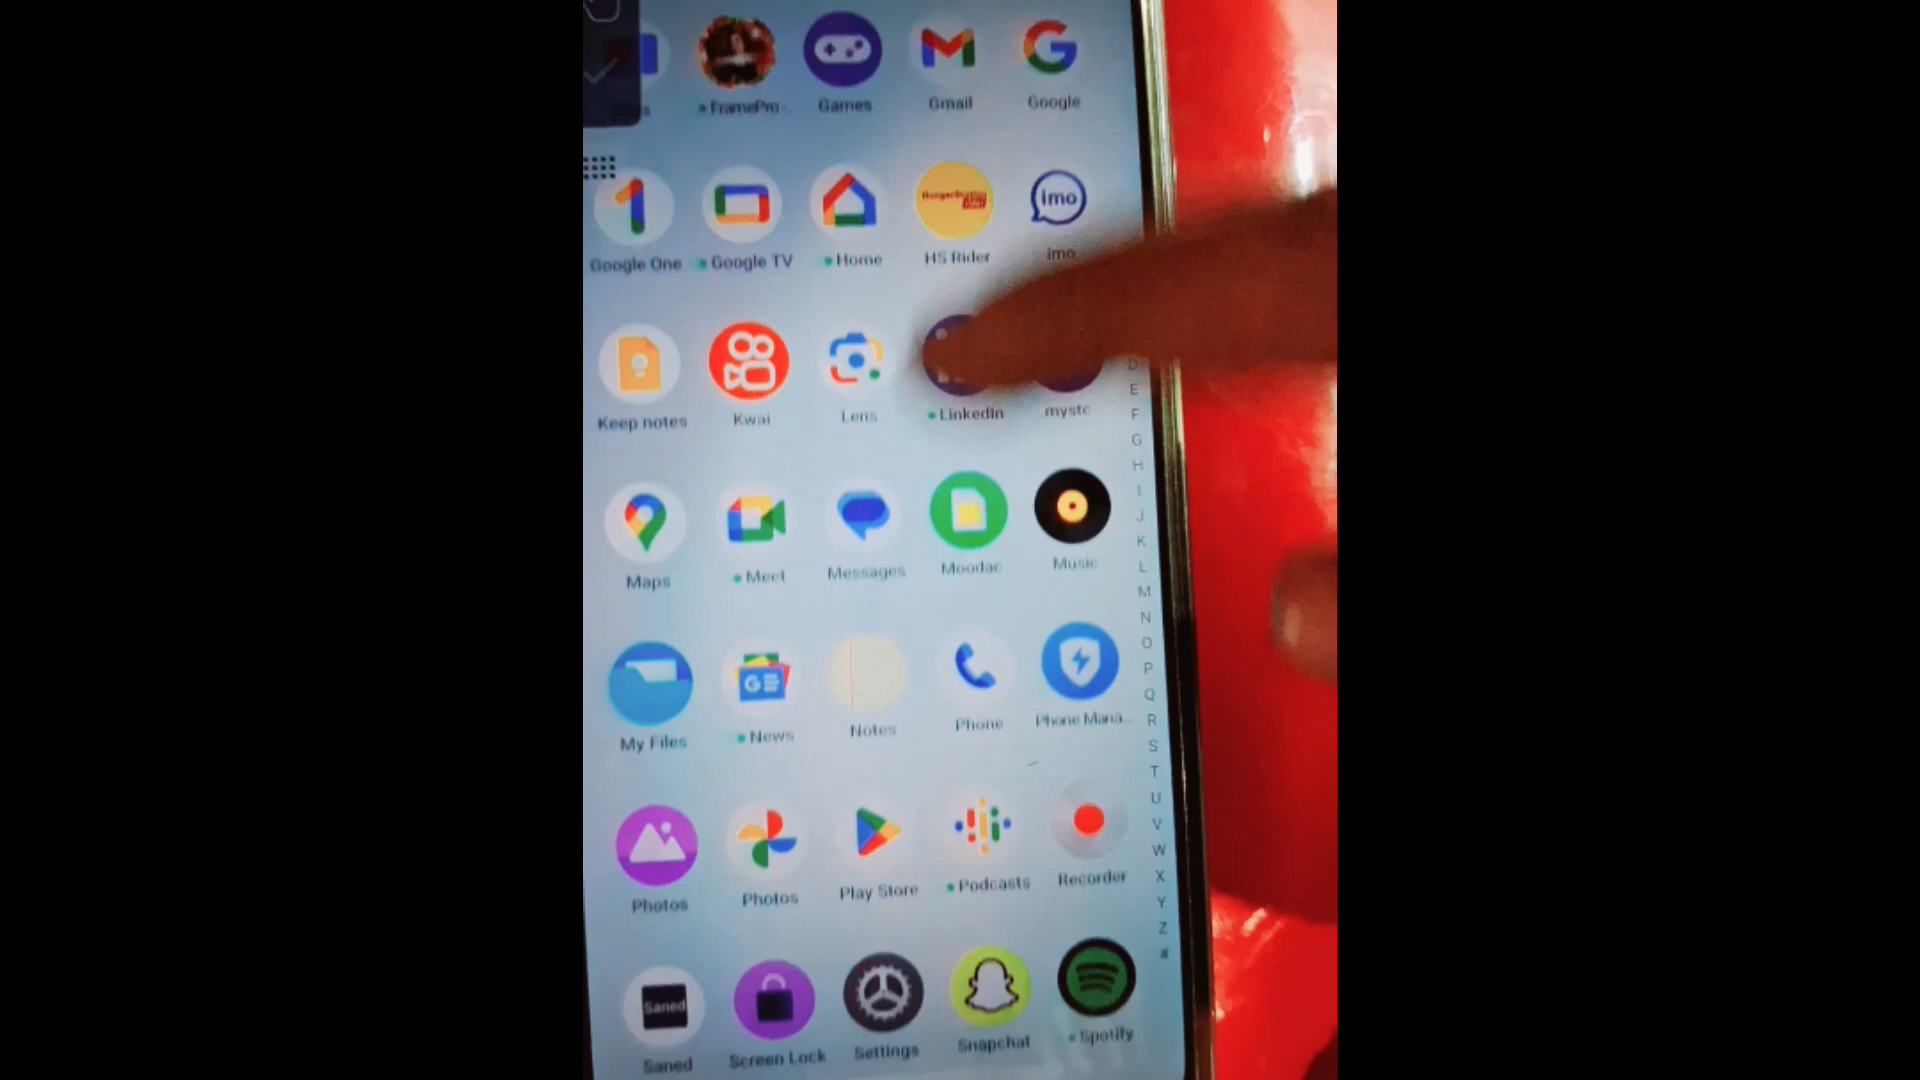 FramePro
Games
Gmail
Google
imo
Google One
Google TV
Home
HS Rider
imo
Keep notes
Kwai
Lens
LinkedIn
mystc
D
E
F
G
H
I
J
K
L
M
N
O
P
Q
R
S
T
U
V
W
X
Y
Z
#
Maps
Meet
Messages
Moodac
Music
My Files
News
Notes
Phone
Phone Mana...
Photos
Photos
Play Store
Podcasts
Recorder
Saned
Saned
Screen Lock
Settings
Snapchat
Spotify